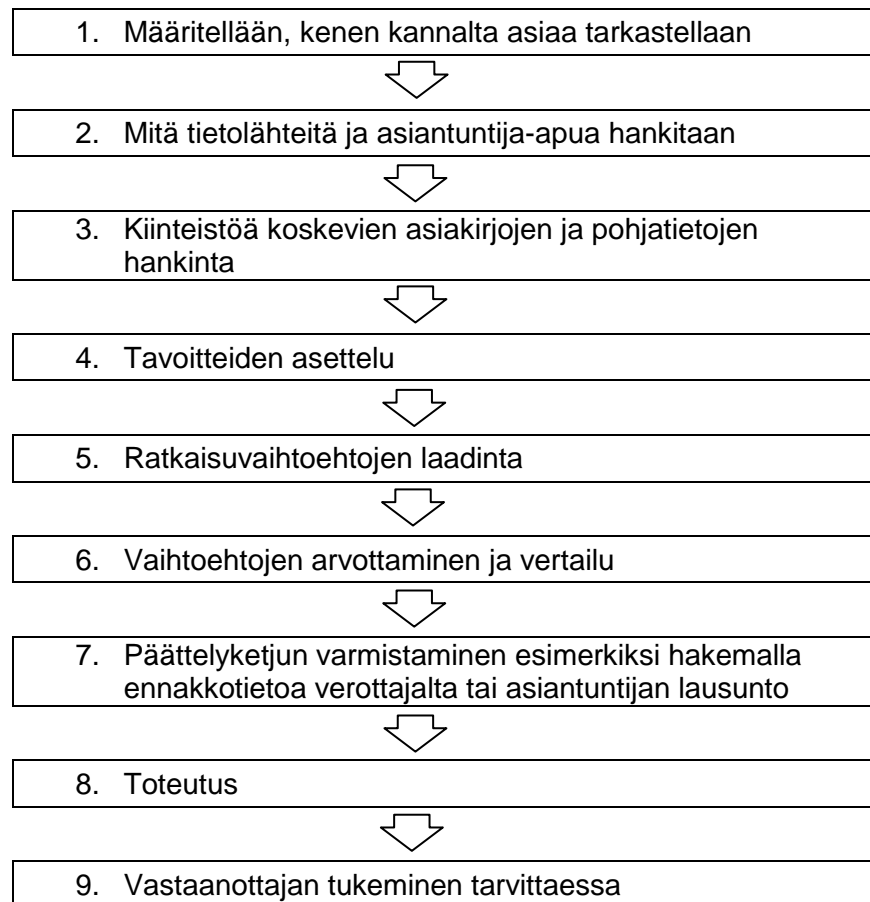 1. Määritellään, kenen kannalta asiaa tarkastellaan
2. Mitä tietolähteitä ja asiantuntija-apua hankitaan
3. Kiinteistöä koskevien asiakirjojen ja pohjatietojen
hankinta
4. Tavoitteiden asettelu
5. Ratkaisuvaihtoehtojen laadinta
6. Vaihtoehtojen arvottaminen ja vertailu
7. Päättelyketjun varmistaminen esimerkiksi hakemalla
ennakkotietoa verottajalta tai asiantuntijan lausunto
8. Toteutus
9. Vastaanottajan tukeminen tarvittaessa